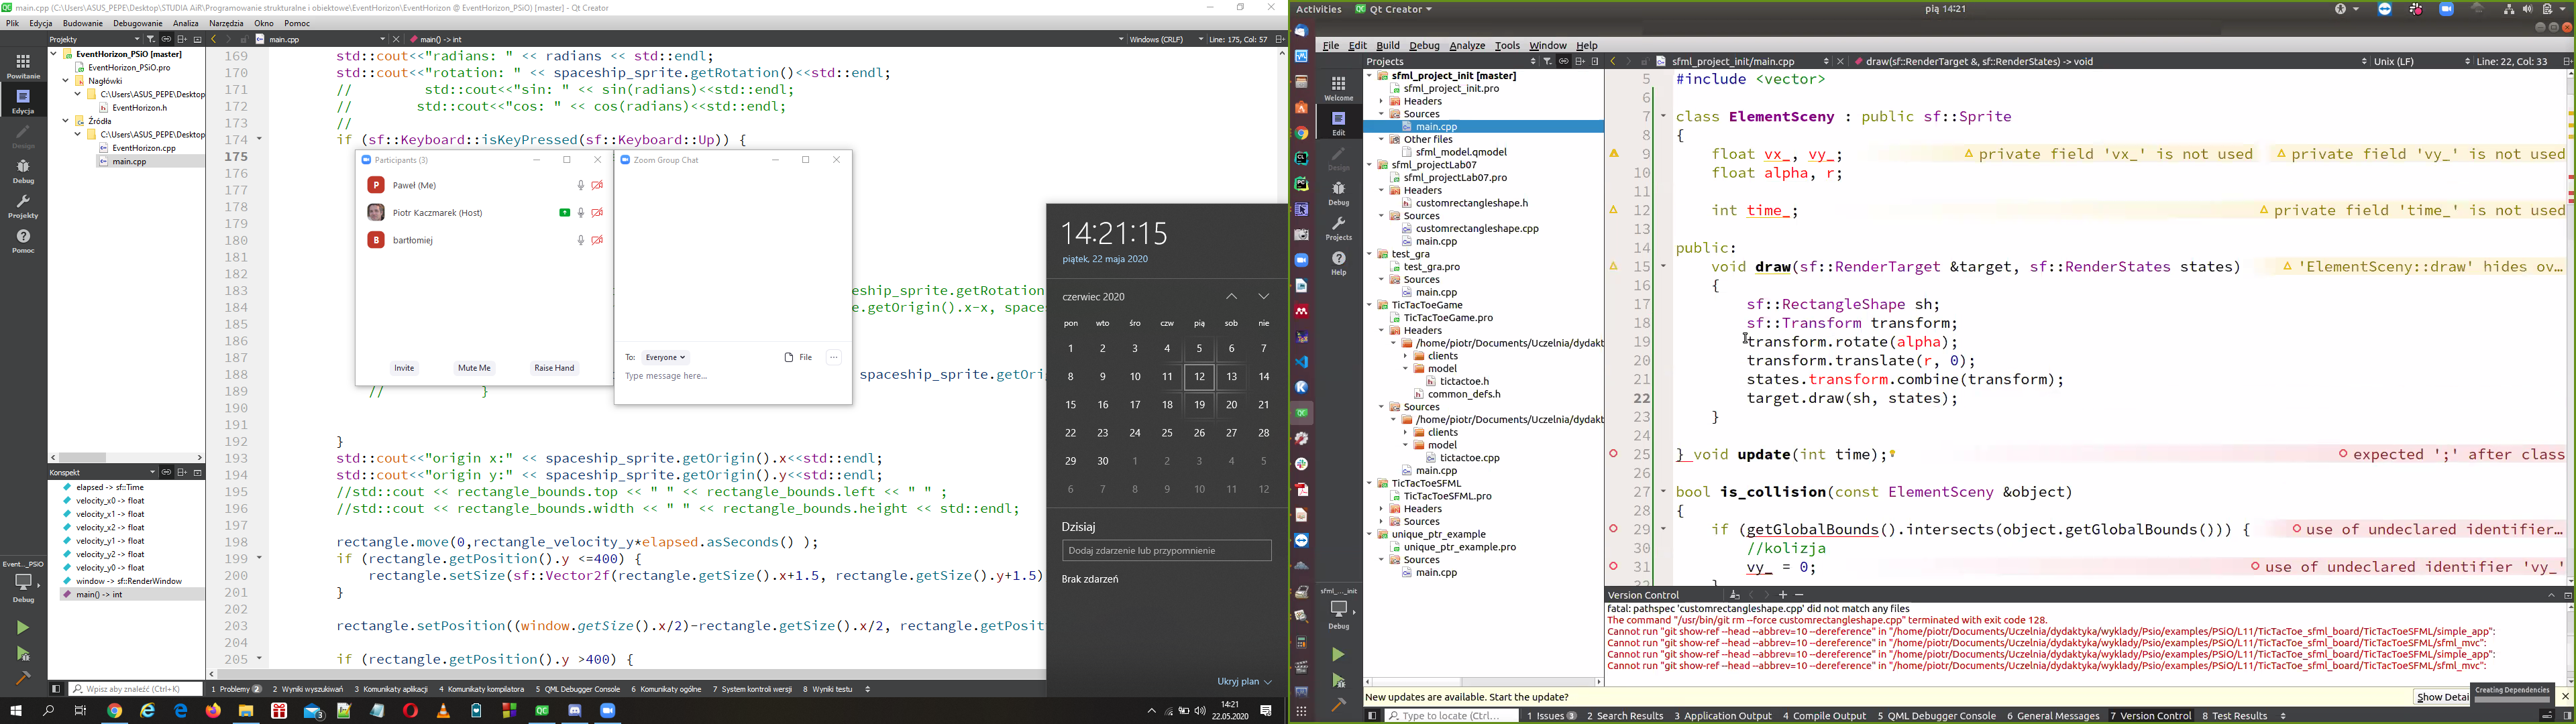 main.cpp (C:\Users\ASUS_PEPE\Desktop\STUDIA AiR\Programowanie strukturalne i obiektowe\EventHorizon\EventHorizon @ EventHorizon_PSiO) [master] - Qt Creator
Plik Edycja Budowanie Debugowanie Analiza Narzędzia Okno Pomoc
Projekty
main.cpp
main() -> int
Windows (CRLF)
Line: 175, Col: 57
Powitanie
Edycja
Design
Debug
Projekty
Pomoc
EventHorizon_PSiO [master]
EventHorizon_PSiO.pro
Nagłówki
C:\Users\ASUS_PEPE\Desktop
EventHorizon.h
Źródła
C:\Users\ASUS_PEPE\Desktop
EventHorizon.cpp
main.cpp
Konspekt
elapsed -> sf::Time
velocity_x0 -> float
velocity_x1 -> float
velocity_x2 -> float
velocity_y1 -> float
velocity_y2 -> float
velocity_y0 -> float
window -> sf::RenderWindow
main() -> int
Event..._PSiO
Debug
169 std::cout<<"radians: " << radians << std::endl;
170 std::cout<<"rotation: " << spaceship_sprite.getRotation()<<std::endl;
171 // std::cout<<"sin: " << sin(radians)<<std::endl;
172 // std::cout<<"cos: " << cos(radians)<<std::endl;
173 //
174 if (sf::Keyboard::isKeyPressed(sf::Keyboard::Up)) {
175
176
177
178
179
180
181
182
183 eship_sprite.getRotation
184 e.getOrigin().x-x, spaces
185
186
187
188 spaceship_sprite.getOri
189 // }
190
191
192 }
193 std::cout<<"origin x:" << spaceship_sprite.getOrigin().x<<std::endl;
194 std::cout<<"origin y:" << spaceship_sprite.getOrigin().y<<std::endl;
195 //std::cout << rectangle_bounds.top << " " << rectangle_bounds.left << " " ;
196 //std::cout << rectangle_bounds.width << " " << rectangle_bounds.height << std::endl;
197
198 rectangle.move(0,rectangle_velocity_y*elapsed.asSeconds() );
199 if (rectangle.getPosition().y <=400) {
200 rectangle.setSize(sf::Vector2f(rectangle.getSize().x+1.5, rectangle.getSize().y+1.5)
201 }
202
203 rectangle.setPosition((window.getSize().x/2)-rectangle.getSize().x/2, rectangle.getPosit
204
205 if (rectangle.getPosition().y >400) {
Participants (3)
P Paweł (Me)
Piotr Kaczmarek (Host)
B bartłomiej
Invite Mute Me Raise Hand
Zoom Group Chat
To: Everyone File ...
Type message here...
14:21:15
piątek, 22 maja 2020
czerwiec 2020
pon wto śro czw pią sob nie
1 2 3 4 5 6 7
8 9 10 11 12 13 14
15 16 17 18 19 20 21
22 23 24 25 26 27 28
29 30 1 2 3 4 5
6 7 8 9 10 11 12
Dzisiaj
Dodaj zdarzenie lub przypomnienie
Brak zdarzeń
Ukryj plan
Wpisz aby znaleźć (Ctrl+K)
1 Problemy 2
2 Wyniki wyszukiwań
3 Komunikaty aplikacji
4 Komunikaty kompilatora
5 QML Debugger Console
6 Komunikaty ogólne
7 System kontroli wersji
8 Wyniki testu
14:21
22.05.2020
Activities Qt Creator
pią 14:21
File Edit Build Debug Analyze Tools Window Help
Projects
sfml_project_init/main.cpp
draw(sf::RenderTarget &, sf::RenderStates) -> void
Unix (LF)
Line: 22, Col: 33
Welcome
Edit
Design
Debug
Projects
Help
sfml_project_init [master]
sfml_project_init.pro
Headers
Sources
main.cpp
Other files
sfml_model.qmodel
sfml_projectLab07
sfml_projectLab07.pro
Headers
customrectangleshape.h
Sources
customrectangleshape.cpp
main.cpp
test_gra
test_gra.pro
Sources
main.cpp
TicTacToeGame
TicTacToeGame.pro
Headers
/home/piotr/Documents/Uczelnia/dydakt
clients
model
tictactoe.h
common_defs.h
Sources
/home/piotr/Documents/Uczelnia/dydakt
clients
model
tictactoe.cpp
main.cpp
TicTacToeSFML
TicTacToeSFML.pro
Headers
Sources
unique_ptr_example
unique_ptr_example.pro
Sources
main.cpp
sfml_..._init
Debug
5 #include <vector>
6
7 class ElementSceny : public sf::Sprite
8 {
9 float vx_, vy_; private field 'vx_' is not used private field 'vy_' is not used
10 float alpha, r;
11
12 int time_; private field 'time_' is not used
13
14 public:
15 void draw(sf::RenderTarget &target, sf::RenderStates states) 'ElementSceny::draw' hides ov...
16 {
17 sf::RectangleShape sh;
18 sf::Transform transform;
19 transform.rotate(alpha);
20 transform.translate(r, 0);
21 states.transform.combine(transform);
22 target.draw(sh, states);
23 }
24
25 } void update(int time); expected ';' after class
26
27 bool is_collision(const ElementSceny &object)
28 {
29 if (getGlobalBounds().intersects(object.getGlobalBounds())) { use of undeclared identifier...
30 //kolizja
31 vy_ = 0; use of undeclared identifier 'vy_'
Version Control
fatal: pathspec 'customrectangleshape.cpp' did not match any files
The command "/usr/bin/git rm --force customrectangleshape.cpp" terminated with exit code 128.
Cannot run "git show-ref --head --abbrev=10 --dereference" in "/home/piotr/Documents/Uczelnia/dydaktyka/wyklady/Psio/examples/PSiO/L11/TicTacToe_sfml_board/TicTacToeSFML/simple_app":
Cannot run "git show-ref --head --abbrev=10 --dereference" in "/home/piotr/Documents/Uczelnia/dydaktyka/wyklady/Psio/examples/PSiO/L11/TicTacToe_sfml_board/TicTacToeSFML/sfml_mvc":
Cannot run "git show-ref --head --abbrev=10 --dereference" in "/home/piotr/Documents/Uczelnia/dydaktyka/wyklady/Psio/examples/PSiO/L11/TicTacToe_sfml_board/TicTacToeSFML/simple_app":
Cannot run "git show-ref --head --abbrev=10 --dereference" in "/home/piotr/Documents/Uczelnia/dydaktyka/wyklady/Psio/examples/PSiO/L11/TicTacToe_sfml_board/TicTacToeSFML/sfml_mvc":
New updates are available. Start the update?
Show Detai
Creating Dependencies
Type to locate (Ctrl...
1 Issues 3
2 Search Results
3 Application Output
4 Compile Output
5 QML Debugger Console
6 General Messages
7 Version Control
8 Test Results